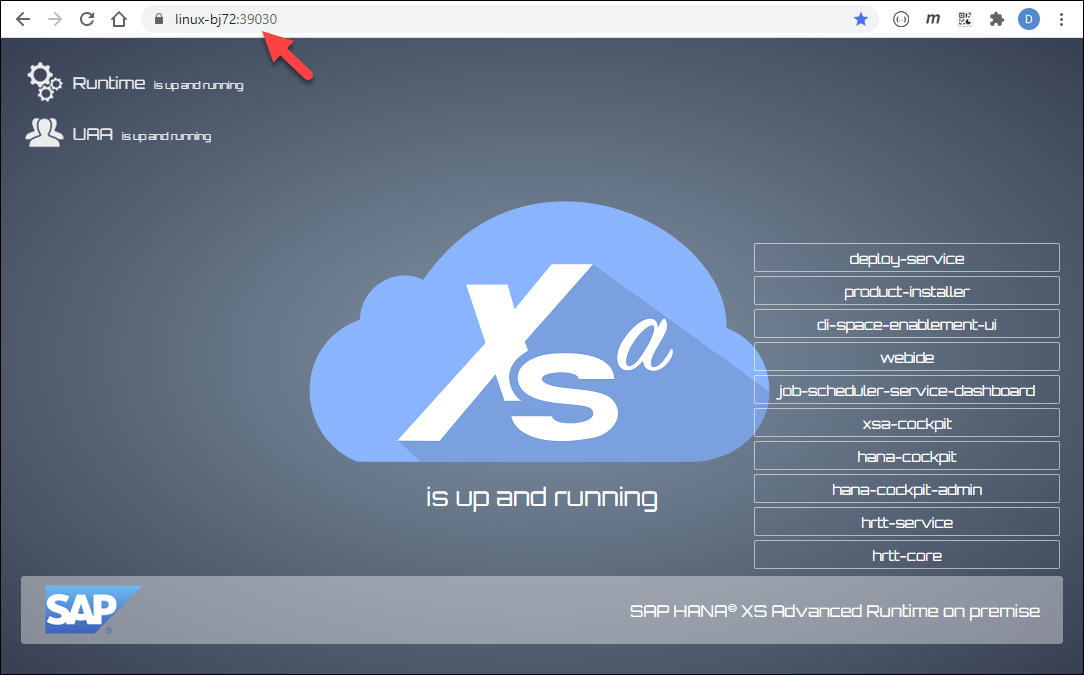 linux-bj72:39030
m
D
Runtime is up and running
UAA is up and running
XSa
is up and running
deploy-service
product-installer
di-space-enablement-ui
webide
job-scheduler-service-dashboard
xsa-cockpit
hana-cockpit
hana-cockpit-admin
hrtt-service
hrtt-core
SAP®
SAP HANA® XS Advanced Runtime on premise